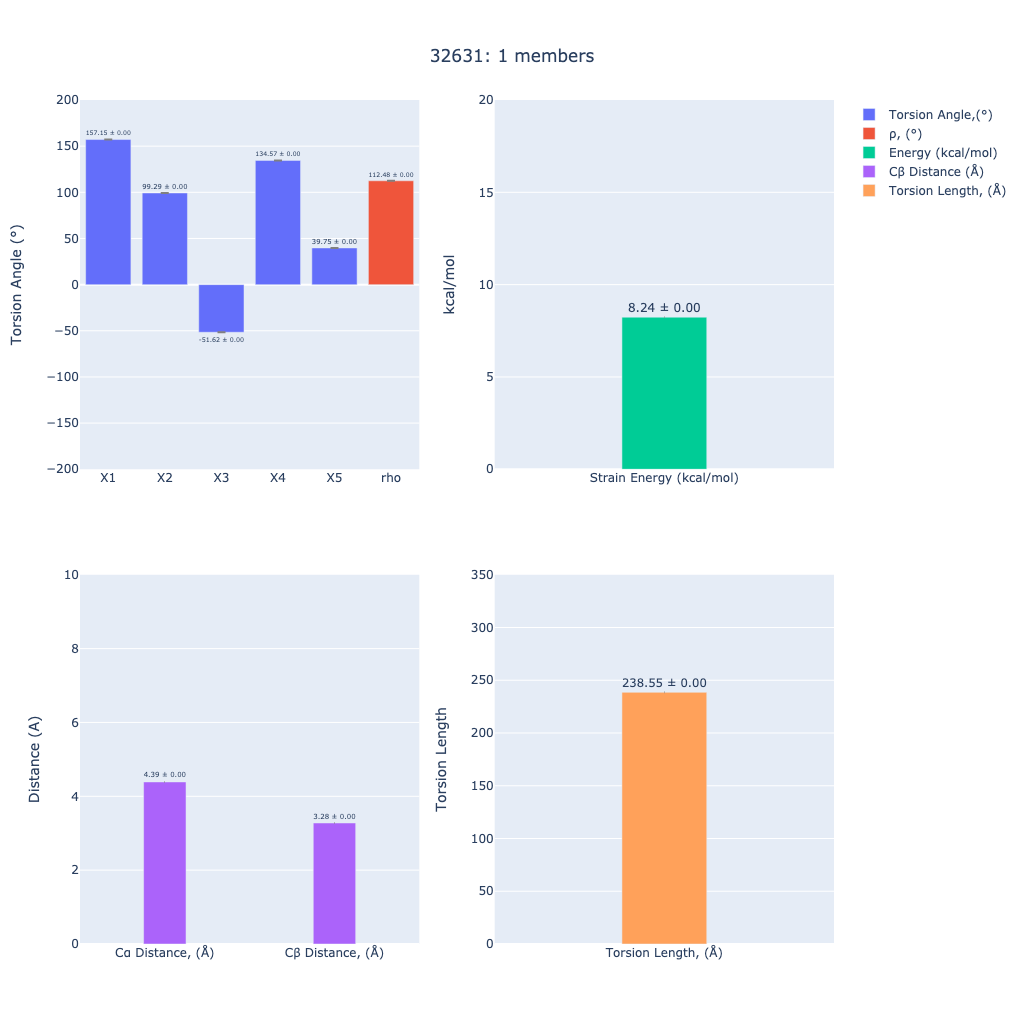 32631: 1 members
200
150
100
50
0
−50
−100
−150
−200
Torsion Angle (°)
157.15 ± 0.00
99.29 ± 0.00
-51.62 ± 0.00
134.57 ± 0.00
39.75 ± 0.00
112.48 ± 0.00
X1 X2 X3 X4 X5 rho
20
15
10
5
0
kcal/mol
8.24 ± 0.00
Strain Energy (kcal/mol)
Torsion Angle,(°)
ρ, (°)
Energy (kcal/mol)
Cβ Distance (Å)
Torsion Length, (Å)
10
8
6
4
2
0
Distance (A)
4.39 ± 0.00
3.28 ± 0.00
Cα Distance, (Å) Cβ Distance, (Å)
350
300
250
200
150
100
50
0
Torsion Length
238.55 ± 0.00
Torsion Length, (Å)